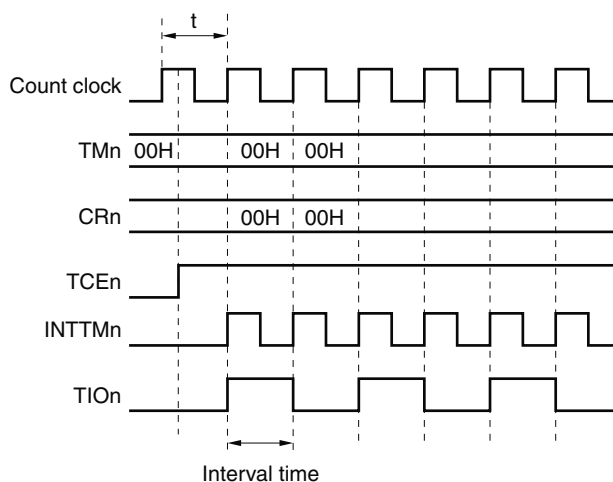 t
Count clock
TMn 00H 00H 00H
CRn 00H 00H
TCEn
INTTMn
TIOn
Interval time